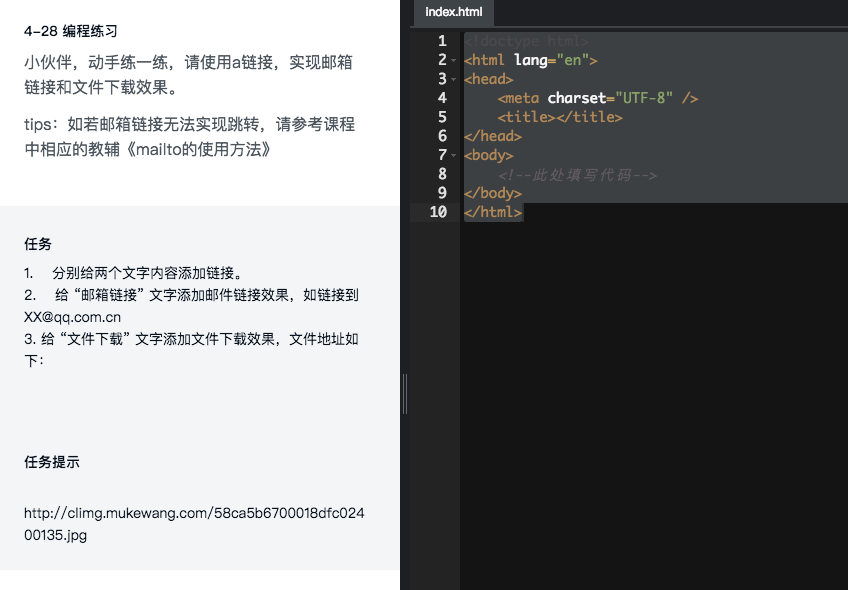 4-28 编程练习
小伙伴，动手练一练，请使用a链接，实现邮箱
链接和文件下载效果。
tips：如若邮箱链接无法实现跳转，请参考课程
中相应的教辅《mailto的使用方法》
任务
1. 分别给两个文字内容添加链接。
2. 给 “邮箱链接” 文字添加邮件链接效果，如链接到
XX@qq.com.cn
3. 给 “文件下载” 文字添加文件下载效果，文件地址如
下：
任务提示
http://climg.mukewang.com/58ca5b6700018dfc024
00135.jpg
index.html
1 <!doctype html>
2 <html lang="en">
3 <head>
4 <meta charset="UTF-8" />
5 <title></title>
6 </head>
7 <body>
8 <!--此处填写代码-->
9 </body>
10 </html>